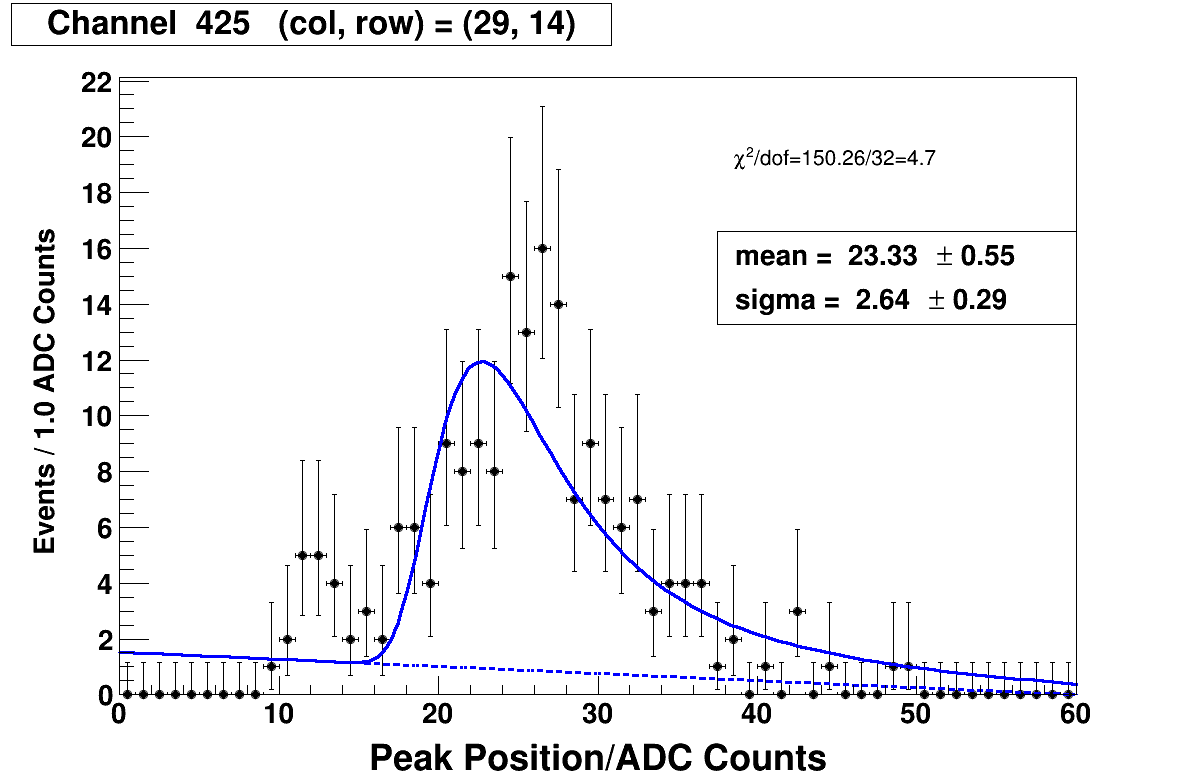 Channel 425 (col, row) = (29, 14)
22
20
18
16
14
12
10
8
6
4
2
0
Events / 1.0 ADC Counts
χ²/dof=150.26/32=4.7
mean = 23.33 ± 0.55
sigma = 2.64 ± 0.29
0 10 20 30 40 50 60
Peak Position/ADC Counts